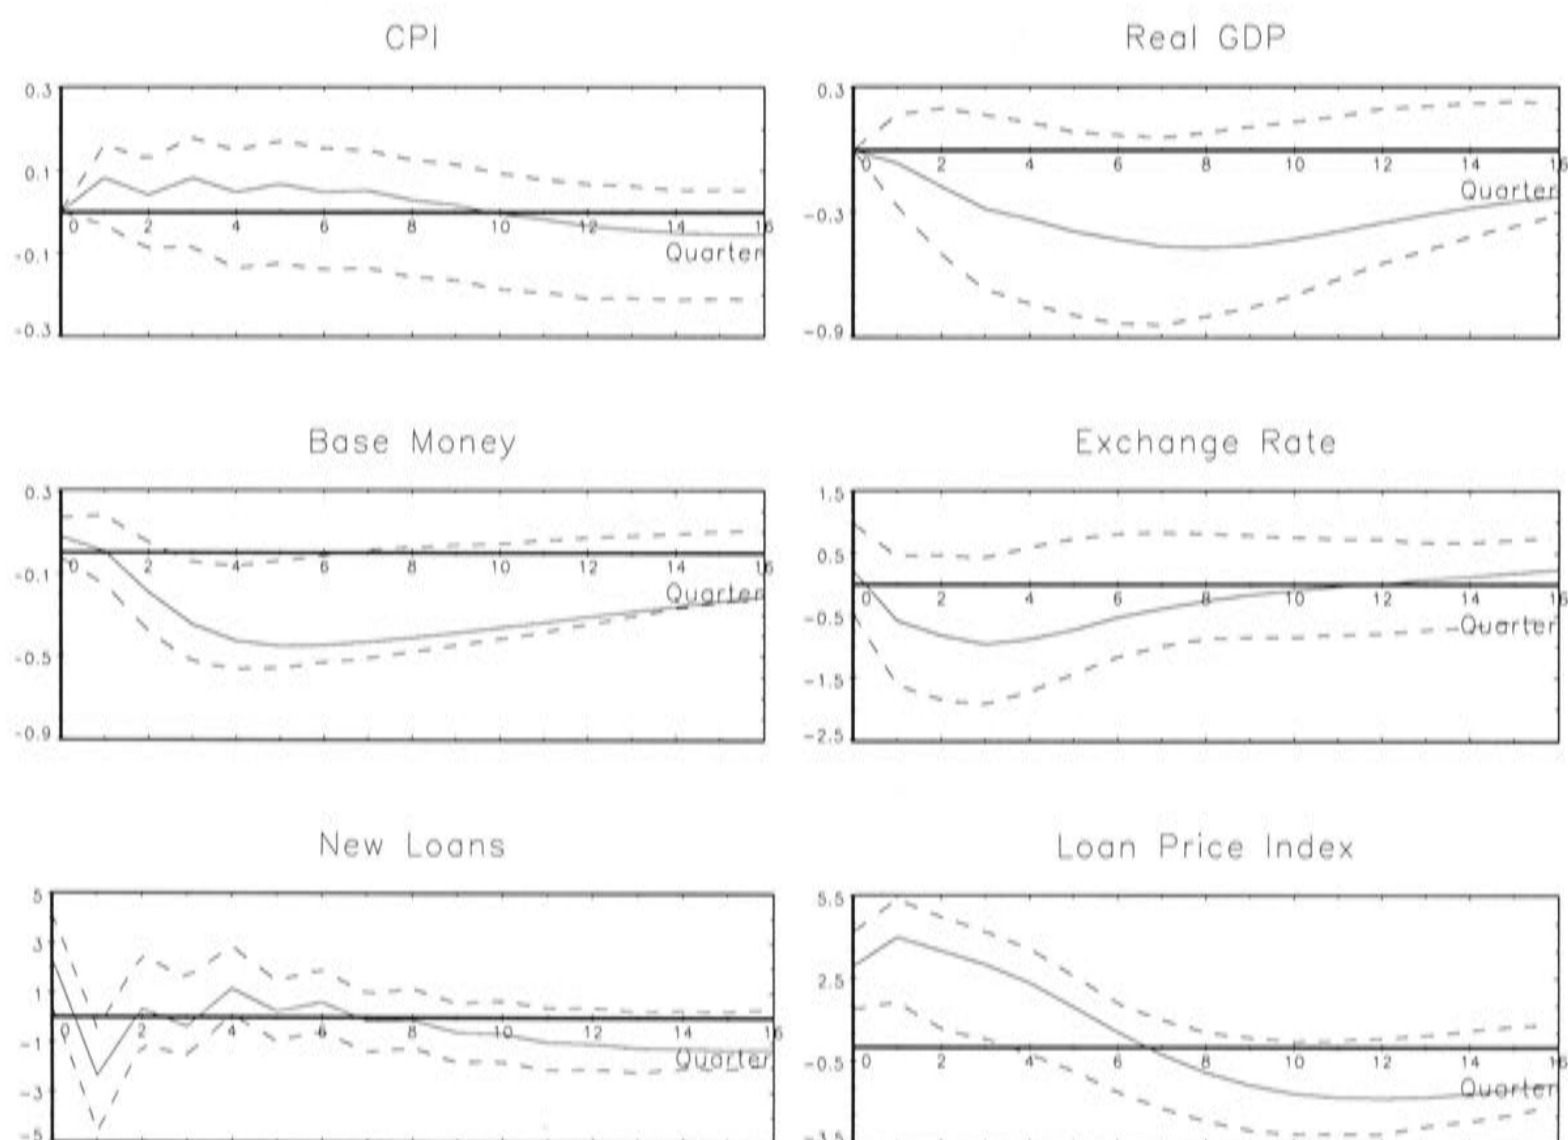 CPI
0.3
0.1
-0.1
-0.3
0 2 4 6 8 10 12 14 16
Quarter
Real GDP
0.3
-0.3
-0.9
0 2 4 6 8 10 12 14 16
Quarter
Base Money
0.3
-0.1
-0.5
-0.9
0 2 4 6 8 10 12 14 16
Quarter
Exchange Rate
1.5
0.5
-0.5
-1.5
-2.5
0 2 4 6 8 10 12 14 16
Quarter
New Loans
5
3
1
-1
-3
-5
0 2 4 6 8 10 12 14 16
Quarter
Loan Price Index
5.5
2.5
-0.5
-3.5
0 2 4 6 8 10 12 14 16
Quarter